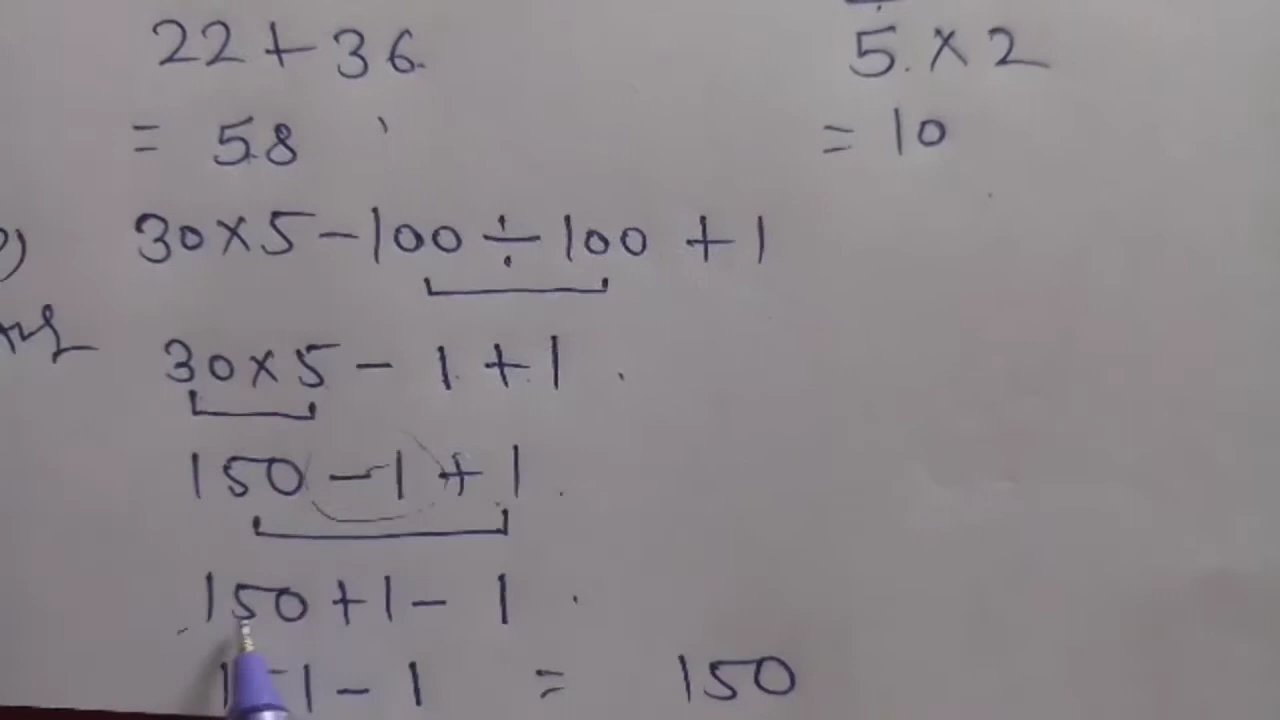 22+36
= 58
5 × 2
= 10
30×5-100÷100 +1
30×5- 1 +1
150 -1 + 1
150+1- 1
1 1- 1 = 150